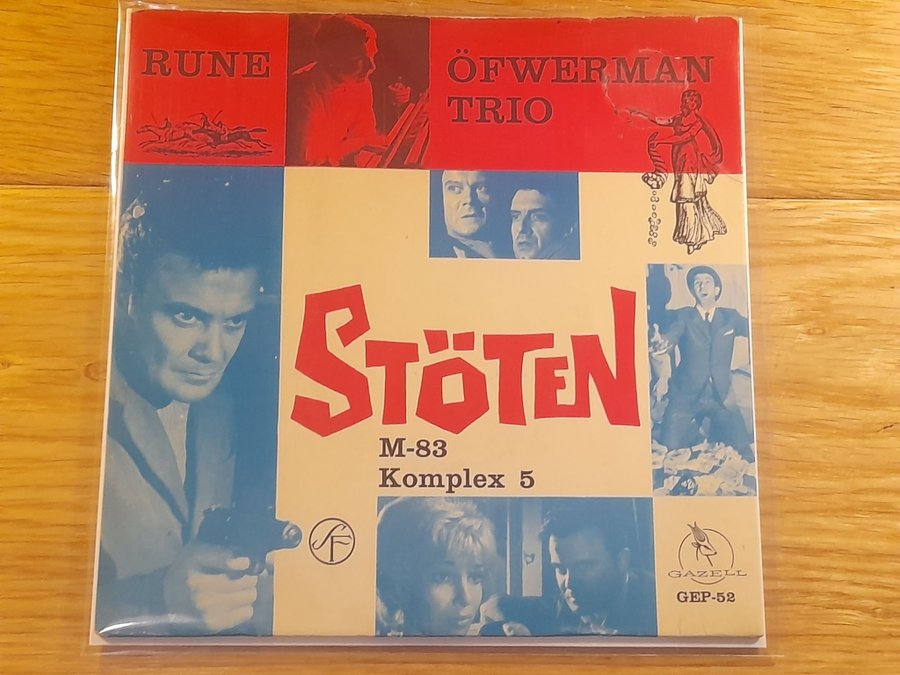 RUNE
ÖFWERMAN
TRIO
STÖTEN
M-83
Komplex 5
SF
GAZELL
GEP-52